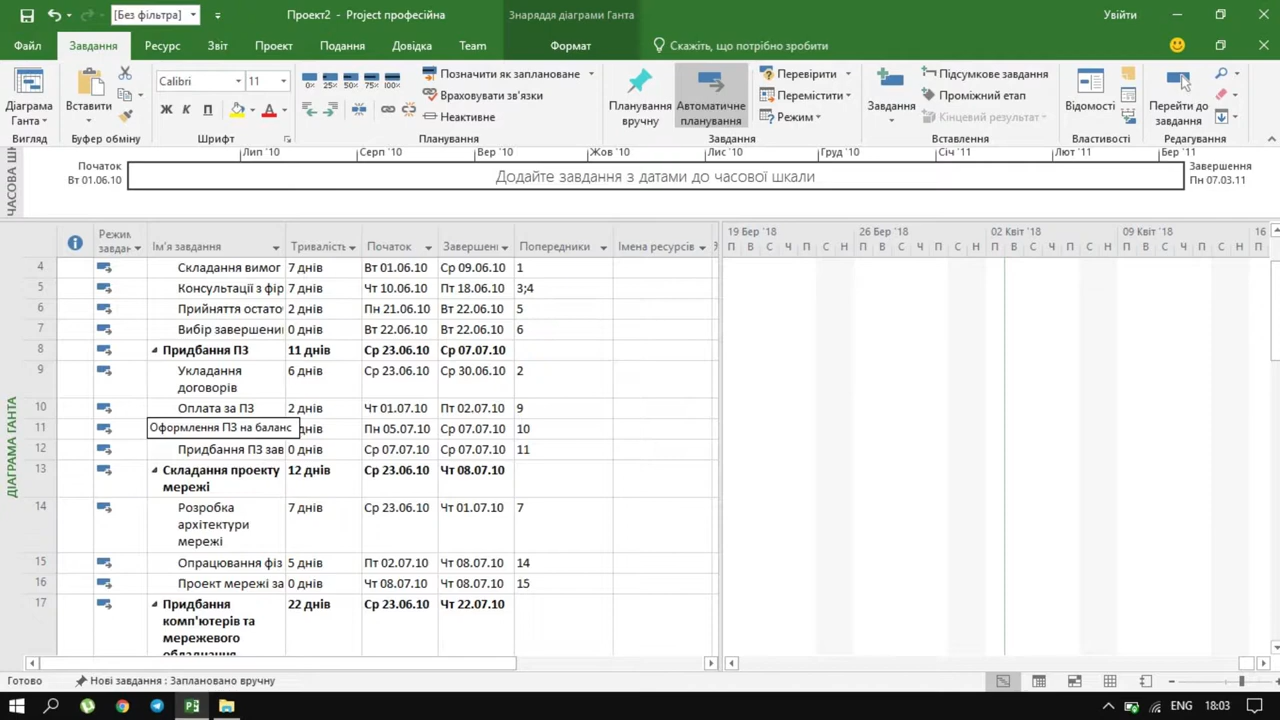 [Без фільтра]
Проект2 - Project професійна
Знаряддя діаграми Ганта
Увійти
Файл Завдання Ресурс Звіт Проект Подання Довідка Team Формат Скажіть, що потрібно зробити
Діаграма Ганта
Вставити
Calibri 11
Ж К П
А
0% 25% 50% 75% 100%
Позначити як заплановане
Враховувати зв'язки
Неактивне
Планування вручну
Автоматичне планування
Перевірити
Перемістити
Режим
Завдання
Підсумкове завдання
Проміжний етап
Кінцевий результат
Відомості
Перейти до завдання
Вигляд Буфер обміну Шрифт Планування Завдання Вставлення Властивості Редагування
ЧАСОВА
Лип '10 Серп '10 Вер '10 Жов '10 Лис '10 Груд '10 Січ '11 Лют '11 Бер '11
Початок
Вт 01.06.10
Додайте завдання з датами до часової шкали
Завершення
Пн 07.03.11
Режим завдан Ім'я завдання Тривалість Початок Завершені Попередники Імена ресурсів
19 Бер '18 26 Бер '18 02 Квіт '18 09 Квіт '18 16
П В С Ч П С Н П В С Ч П С Н П В С Ч П С Н П В С Ч П С Н П
4 Складання вимог 7 днів Вт 01.06.10 Ср 09.06.10 1
5 Консультації з фір 7 днів Чт 10.06.10 Пт 18.06.10 3;4
6 Прийняття остато 2 днів Пн 21.06.10 Вт 22.06.10 5
7 Вибір завершени 0 днів Вт 22.06.10 Вт 22.06.10 6
8 Придбання ПЗ 11 днів Ср 23.06.10 Ср 07.07.10
9 Укладання договорів 6 днів Ср 23.06.10 Ср 30.06.10 2
10 Оплата за ПЗ 2 днів Чт 01.07.10 Пт 02.07.10 9
11 Оформлення ПЗ на баланс днів Пн 05.07.10 Ср 07.07.10 10
12 Придбання ПЗ зав 0 днів Ср 07.07.10 Ср 07.07.10 11
13 Складання проекту мережі 12 днів Ср 23.06.10 Чт 08.07.10
14 Розробка архітектури мережі 7 днів Ср 23.06.10 Чт 01.07.10 7
15 Опрацювання фіз 5 днів Пт 02.07.10 Чт 08.07.10 14
16 Проект мережі за 0 днів Чт 08.07.10 Чт 08.07.10 15
17 Придбання комп'ютерів та мережевого обладнання 22 днів Ср 23.06.10 Чт 22.07.10
ДІАГРАМА ГАНТА
Готово Нові завдання : Заплановано вручну
ENG 18:03